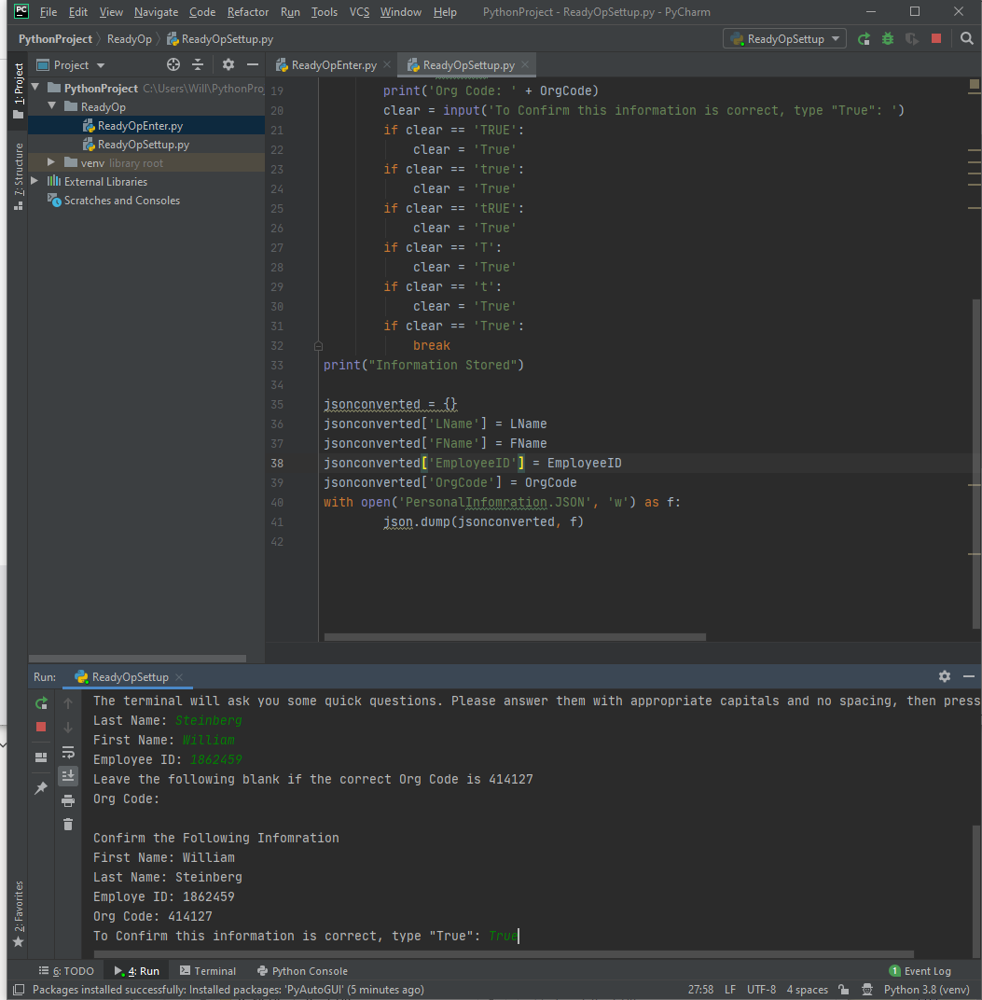 PC File Edit View Navigate Code Refactor Run Tools VCS Window Help PythonProject - ReadyOpSettup.py - PyCharm
PythonProject ReadyOp ReadyOpSettup.py ReadyOpSettup
1: Project
7: Structure
2: Favorites
Project
PythonProject C:\Users\Will\PythonPro
ReadyOp
ReadyOpEnter.py
ReadyOpSettup.py
venv library root
External Libraries
Scratches and Consoles
ReadyOpEnter.py ReadyOpSettup.py
19 print('Org Code: ' + OrgCode)
20 clear = input('To Confirm this information is correct, type "True": ')
21 if clear == 'TRUE':
22 clear = 'True'
23 if clear == 'true':
24 clear = 'True'
25 if clear == 'tRUE':
26 clear = 'True'
27 if clear == 'T':
28 clear = 'True'
29 if clear == 't':
30 clear = 'True'
31 if clear == 'True':
32 break
33 print("Information Stored")
34
35 jsonconverted = {}
36 jsonconverted['LName'] = LName
37 jsonconverted['FName'] = FName
38 jsonconverted['EmployeeID'] = EmployeeID
39 jsonconverted['OrgCode'] = OrgCode
40 with open('PersonalInfomration.JSON', 'w') as f:
41 json.dump(jsonconverted, f)
42
Run: ReadyOpSettup
The terminal will ask you some quick questions. Please answer them with appropriate capitals and no spacing, then press
Last Name: Steinberg
First Name: William
Employee ID: 1862459
Leave the following blank if the correct Org Code is 414127
Org Code:
Confirm the Following Infomration
First Name: William
Last Name: Steinberg
Employe ID: 1862459
Org Code: 414127
To Confirm this information is correct, type "True": True
6: TODO 4: Run Terminal Python Console 1 Event Log
Packages installed successfully: Installed packages: 'PyAutoGUI' (5 minutes ago) 27:58 LF UTF-8 4 spaces Python 3.8 (venv)